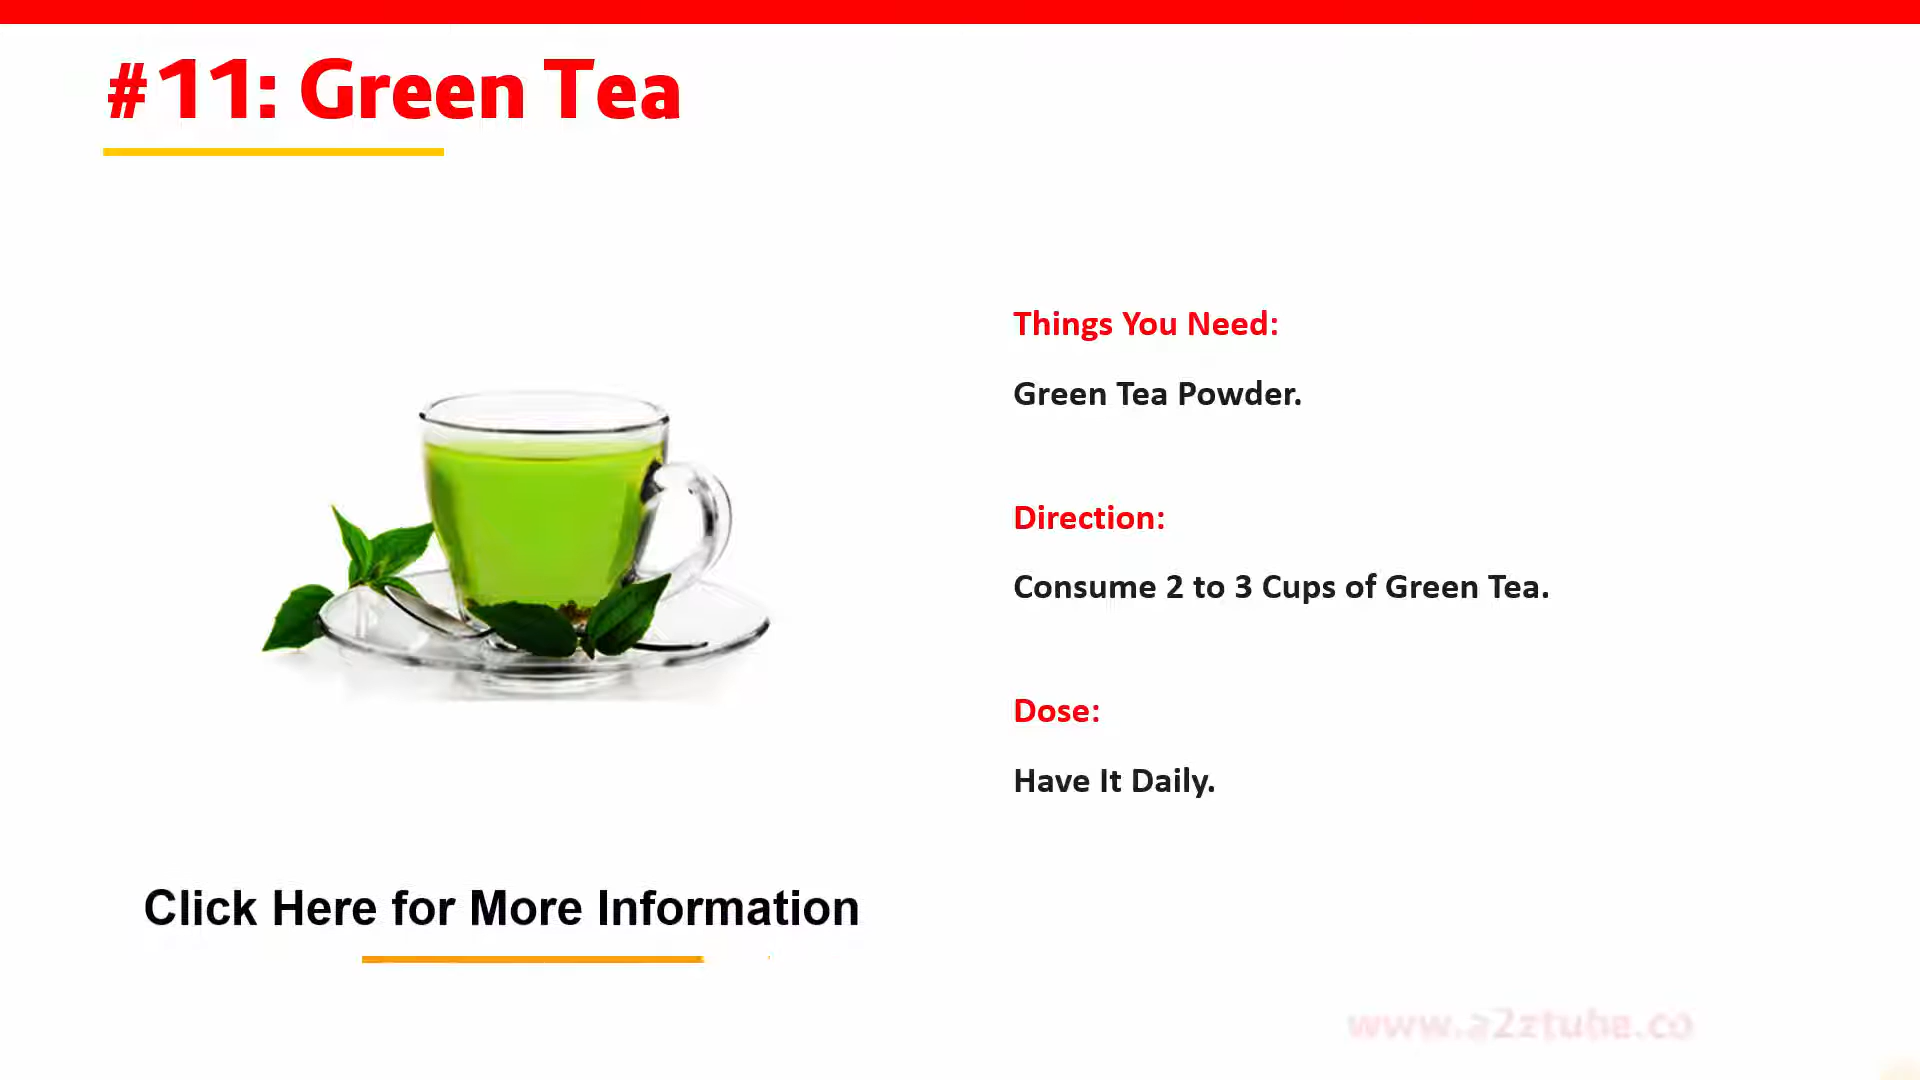 #11: Green Tea
Things You Need:
Green Tea Powder.
Direction:
Consume 2 to 3 Cups of Green Tea.
Dose:
Have It Daily.
Click Here for More Information
www.a2ztube.co